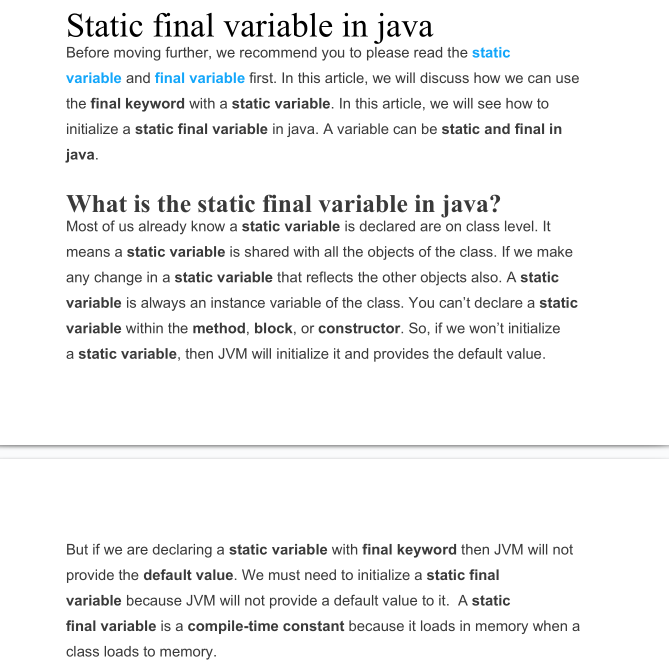 Static final variable in java
Before moving further, we recommend you to please read the static
variable and final variable first. In this article, we will discuss how we can use
the final keyword with a static variable. In this article, we will see how to
initialize a static final variable in java. A variable can be static and final in
java.
What is the static final variable in java?
Most of us already know a static variable is declared are on class level. It
means a static variable is shared with all the objects of the class. If we make
any change in a static variable that reflects the other objects also. A static
variable is always an instance variable of the class. You can’t declare a static
variable within the method, block, or constructor. So, if we won’t initialize
a static variable, then JVM will initialize it and provides the default value.
But if we are declaring a static variable with final keyword then JVM will not
provide the default value. We must need to initialize a static final
variable because JVM will not provide a default value to it.  A static
final variable is a compile-time constant because it loads in memory when a
class loads to memory.